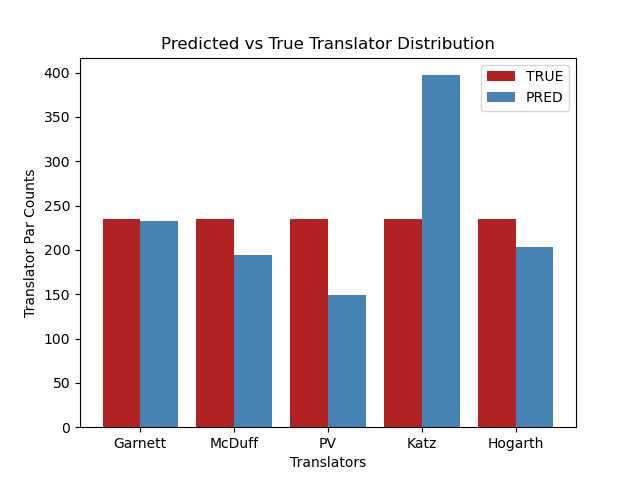 Predicted vs True Translator Distribution
TRUE
PRED
Translator Par Counts
400
350
300
250
200
150
100
50
0
Garnett McDuff PV Katz Hogarth
Translators